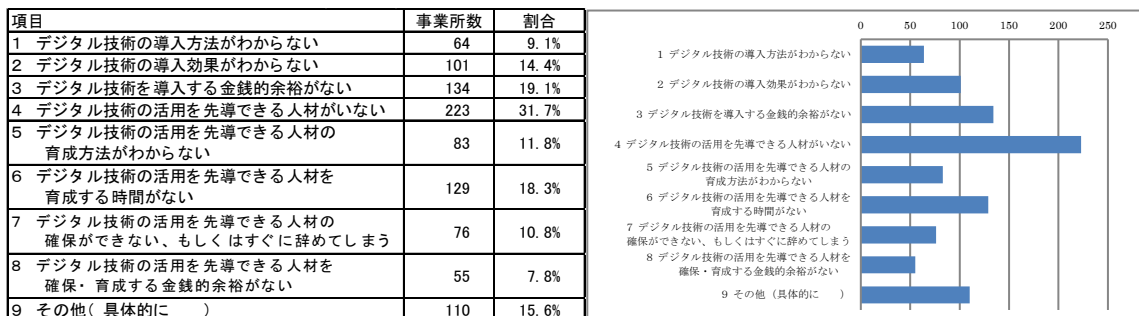 項目 事業所数 割合
1 デジタル技術の導入方法がわからない 64 9.1%
2 デジタル技術の導入効果がわからない 101 14.4%
3 デジタル技術を導入する金銭的余裕がない 134 19.1%
4 デジタル技術の活用を先導できる人材がいない 223 31.7%
5 デジタル技術の活用を先導できる人材の
育成方法がわからない 83 11.8%
6 デジタル技術の活用を先導できる人材を
育成する時間がない 129 18.3%
7 デジタル技術の活用を先導できる人材の
確保ができない、もしくはすぐに辞めてしまう 76 10.8%
8 デジタル技術の活用を先導できる人材を
確保・育成する金銭的余裕がない 55 7.8%
9 その他(具体的に ) 110 15.6%
0 50 100 150 200 250
1 デジタル技術の導入方法がわからない
2 デジタル技術の導入効果がわからない
3 デジタル技術を導入する金銭的余裕がない
4 デジタル技術の活用を先導できる人材がいない
5 デジタル技術の活用を先導できる人材の
育成方法がわからない
6 デジタル技術の活用を先導できる人材を
育成する時間がない
7 デジタル技術の活用を先導できる人材の
確保ができない、もしくはすぐに辞めてしまう
8 デジタル技術の活用を先導できる人材を
確保・育成する金銭的余裕がない
9 その他(具体的に )